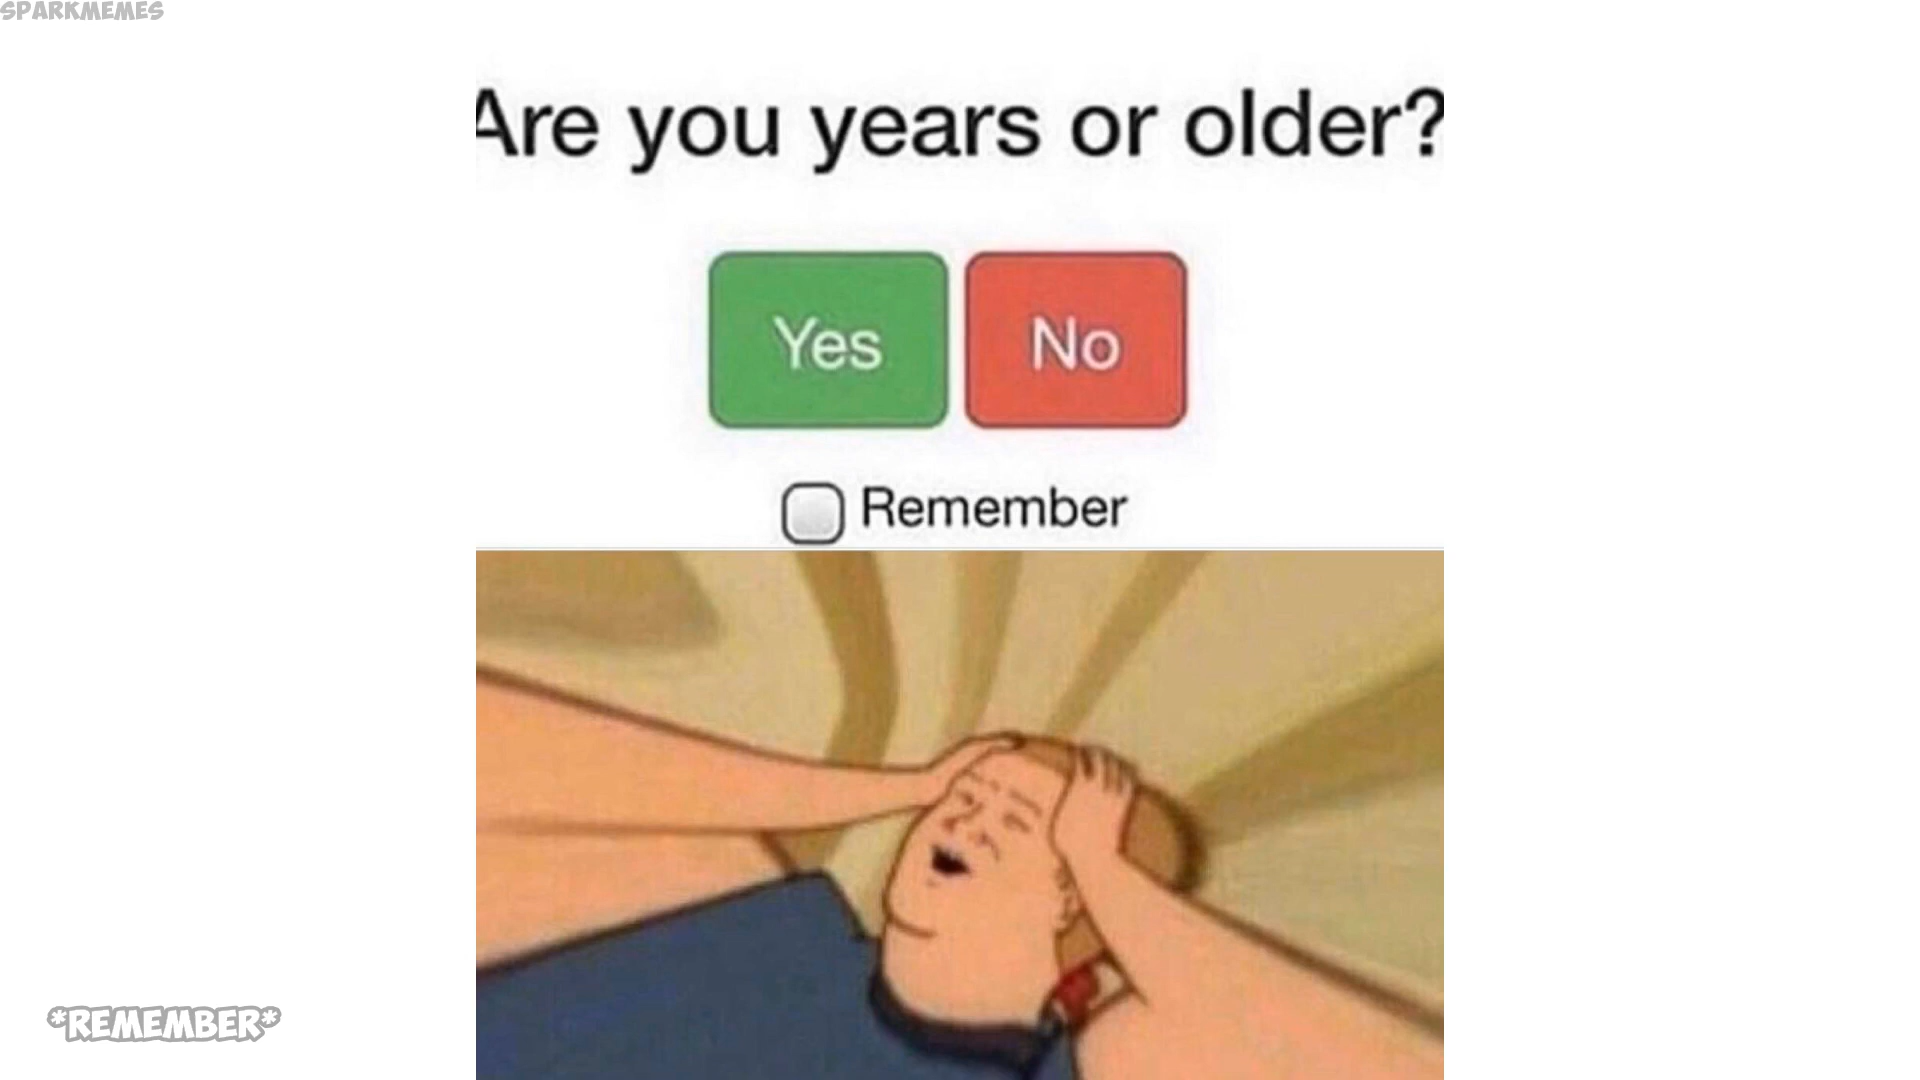 SPARKMEMES
Are you years or older?
Yes
No
Remember
*REMEMBER*